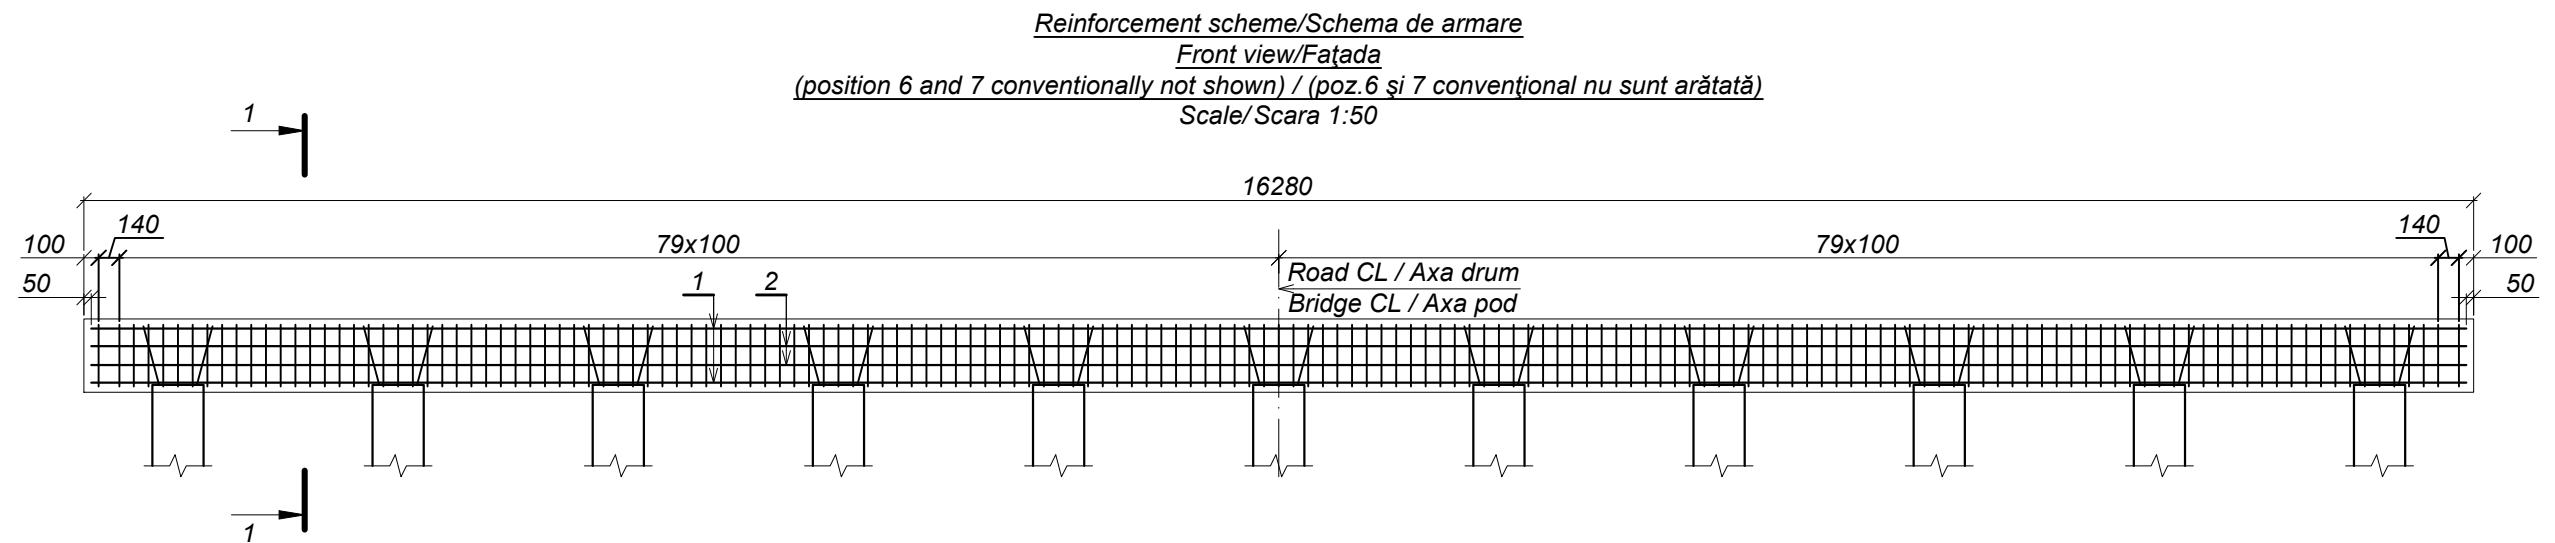 Reinforcement scheme/Schema de armare
Front view/Faţada
(position 6 and 7 conventionally not shown) / (poz.6 şi 7 convenţional nu sunt arătată)
Scale/Scara 1:50
1
16280
140
140
100
79x100
79x100
100
50
1
2
Road CL / Axa drum
50
Bridge CL / Axa pod
1